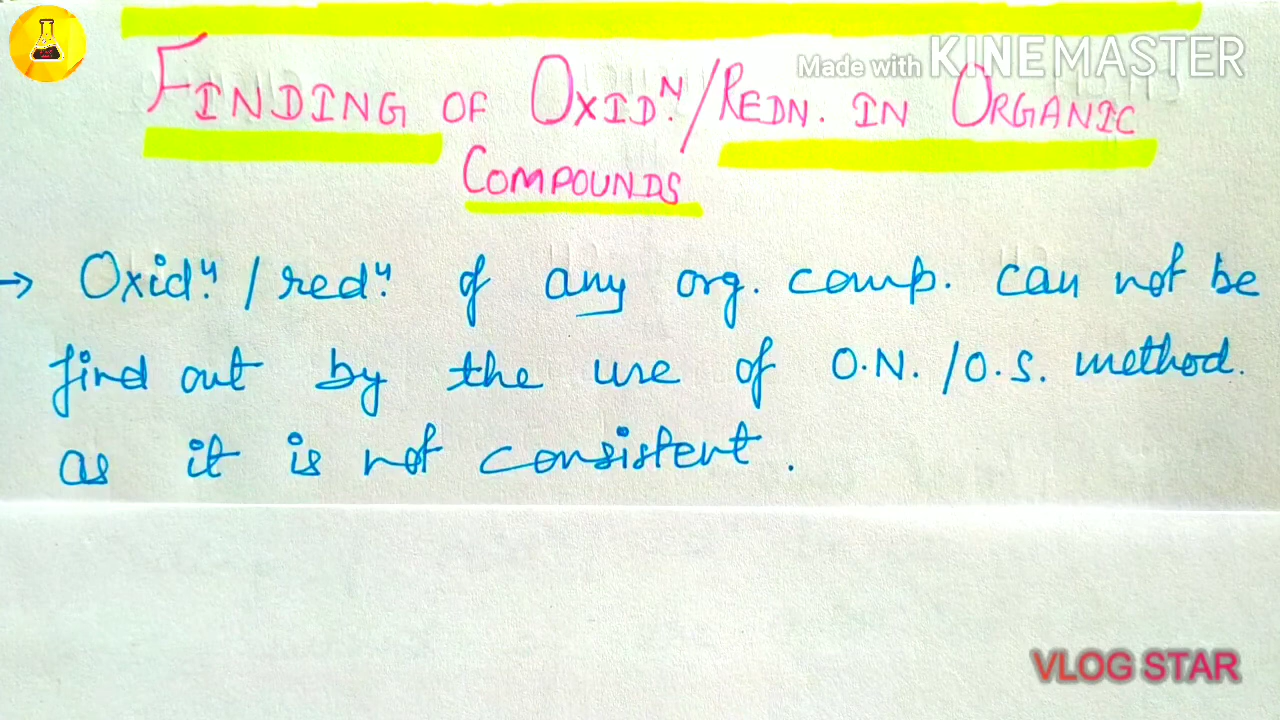 Made with KINEMASTER
FINDING OF OXID.N/REDN. IN ORGANIC
COMPOUNDS
→ Oxidn. / redn. of any org. comp. can not be
find out by the use of O.N. /O.S. method.
as it is not consistent.
VLOG STAR